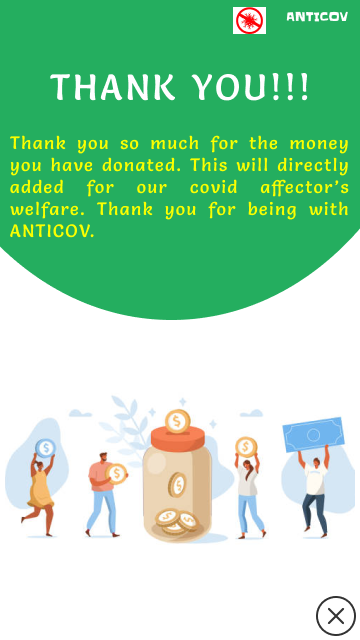 ANTICOV
THANK YOU!!!
Thank you so much for the money
you have donated. This will directly
added for our covid affector's
welfare. Thank you for being with
ANTICOV.
$
$
$
$
$
$ $